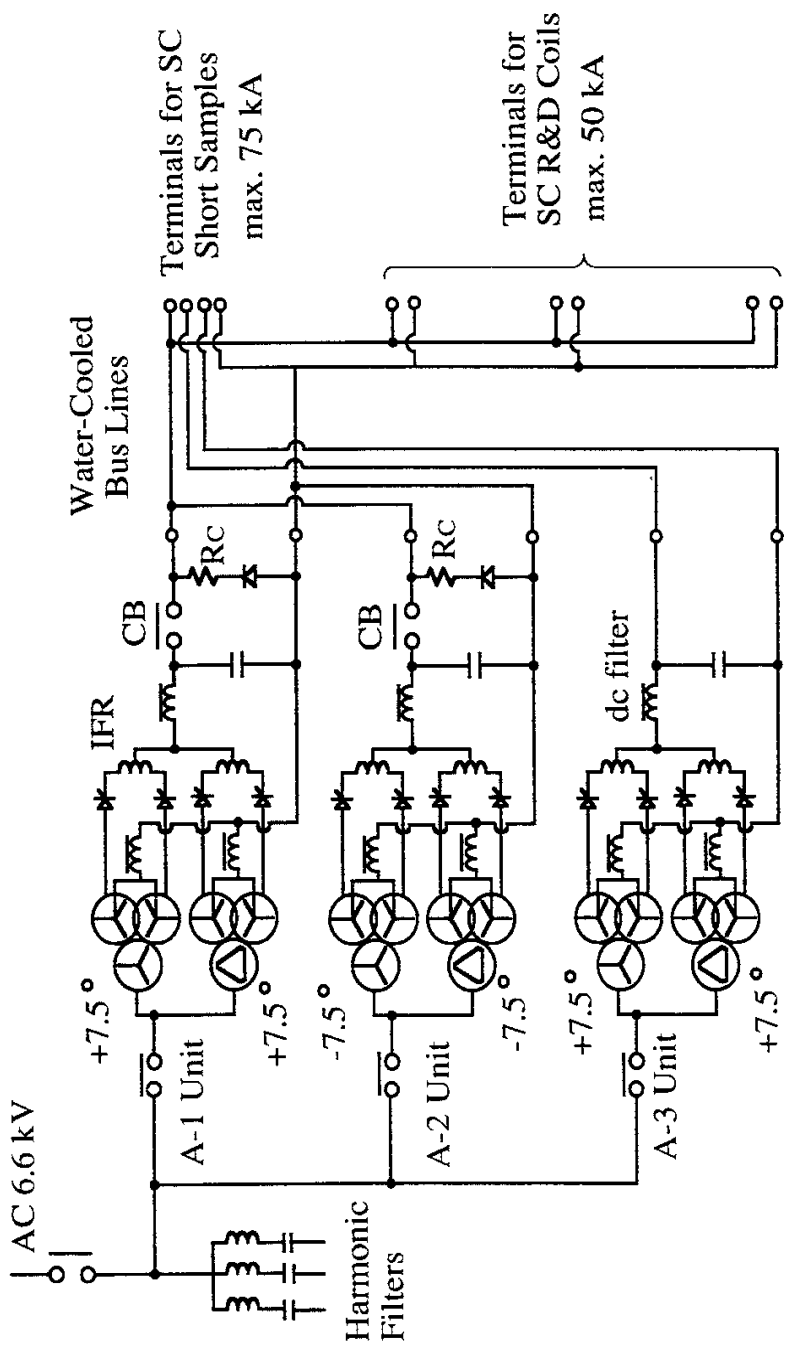 AC 6.6 kV
Harmonic
Filters
A-1 Unit
+7.5°
+7.5°
IFR
CB
Rc
Water-Cooled
Bus Lines
Terminals for SC
Short Samples
max. 75 kA
A-2 Unit
-7.5°
-7.5°
CB
Rc
Terminals for
SC R&D Coils
max. 50 kA
A-3 Unit
+7.5°
+7.5°
dc filter